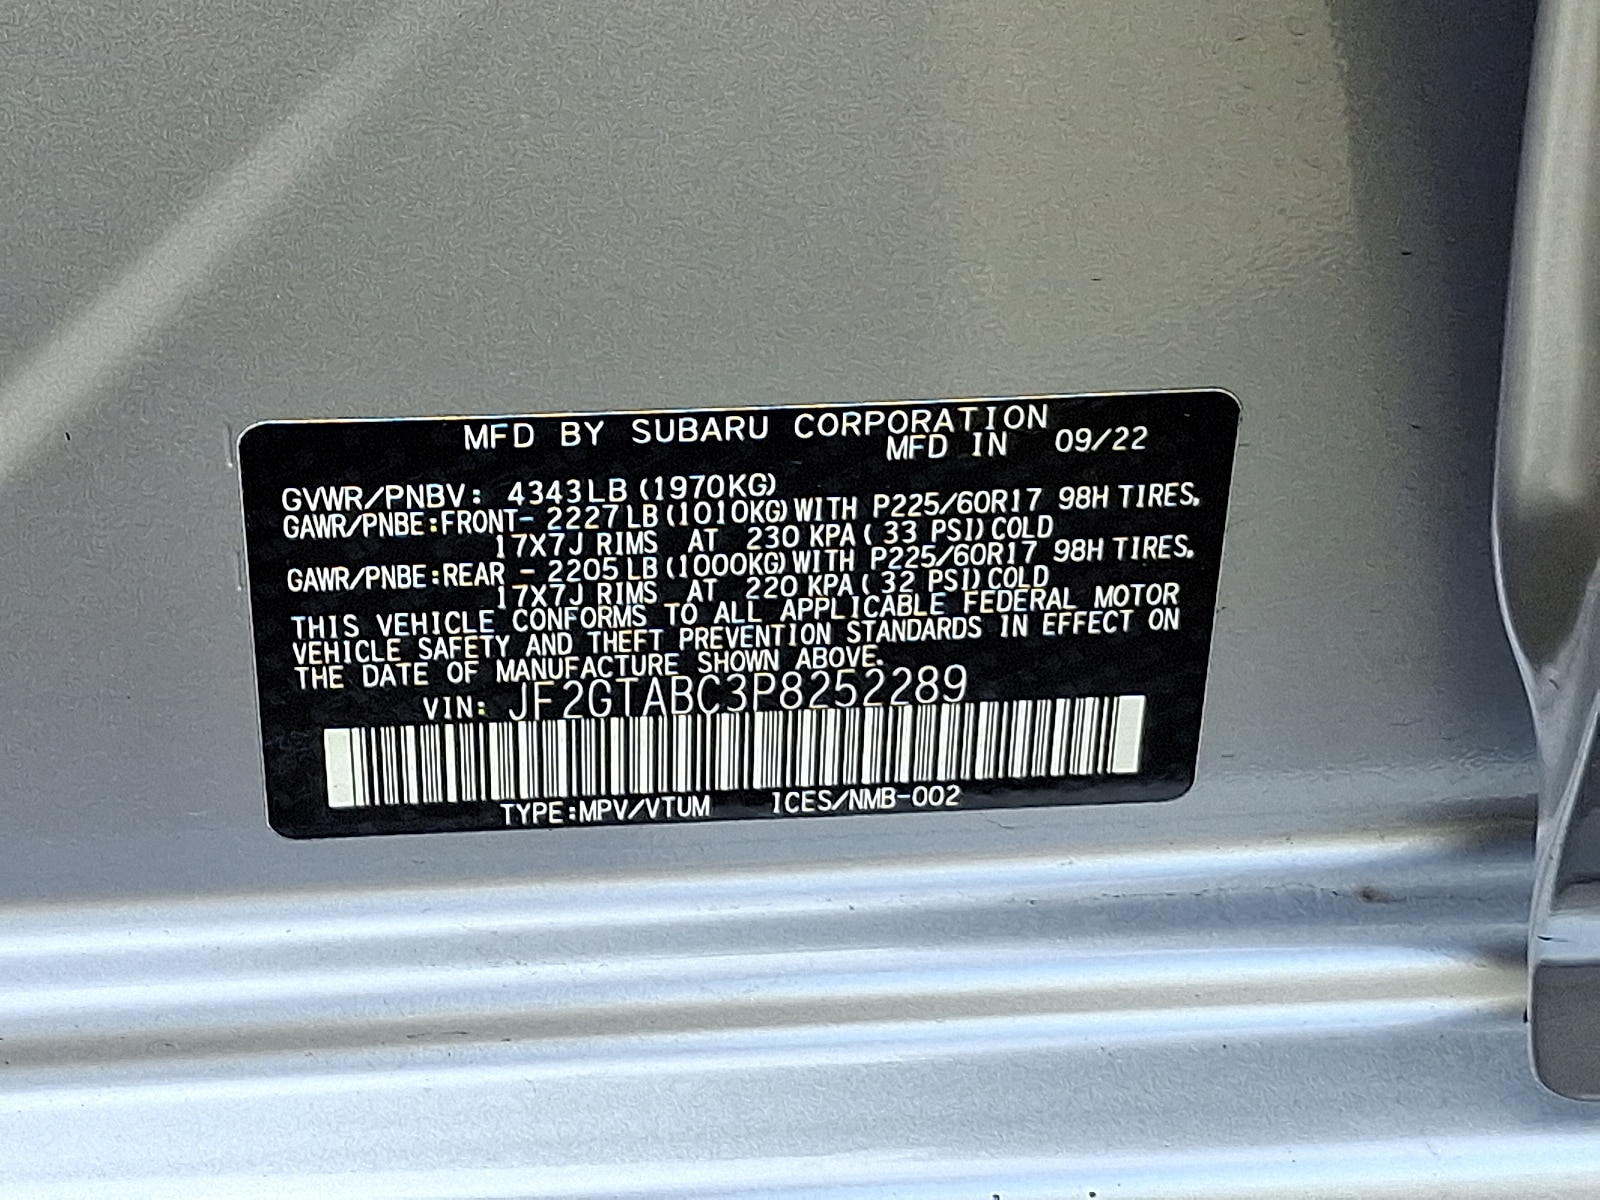 MFD BY SUBARU CORPORATION
MFD IN 09/22
GVWR/PNBV: 4343LB (1970KG)
GAWR/PNBE:FRONT- 2227LB (1010KG) WITH P225/60R17 98H TIRES.
17X7J RIMS AT 230 KPA ( 33 PSI) COLD
GAWR/PNBE:REAR - 2205LB (1000KG) WITH P225/60R17 98H TIRES.
17X7J RIMS AT 220 KPA ( 32 PSI) COLD
THIS VEHICLE CONFORMS TO ALL APPLICABLE FEDERAL MOTOR
VEHICLE SAFETY AND THEFT PREVENTION STANDARDS IN EFFECT ON
THE DATE OF MANUFACTURE SHOWN ABOVE.
VIN: JF2GTABC3P8252289
TYPE:MPV/VTUM ICES/NMB-002